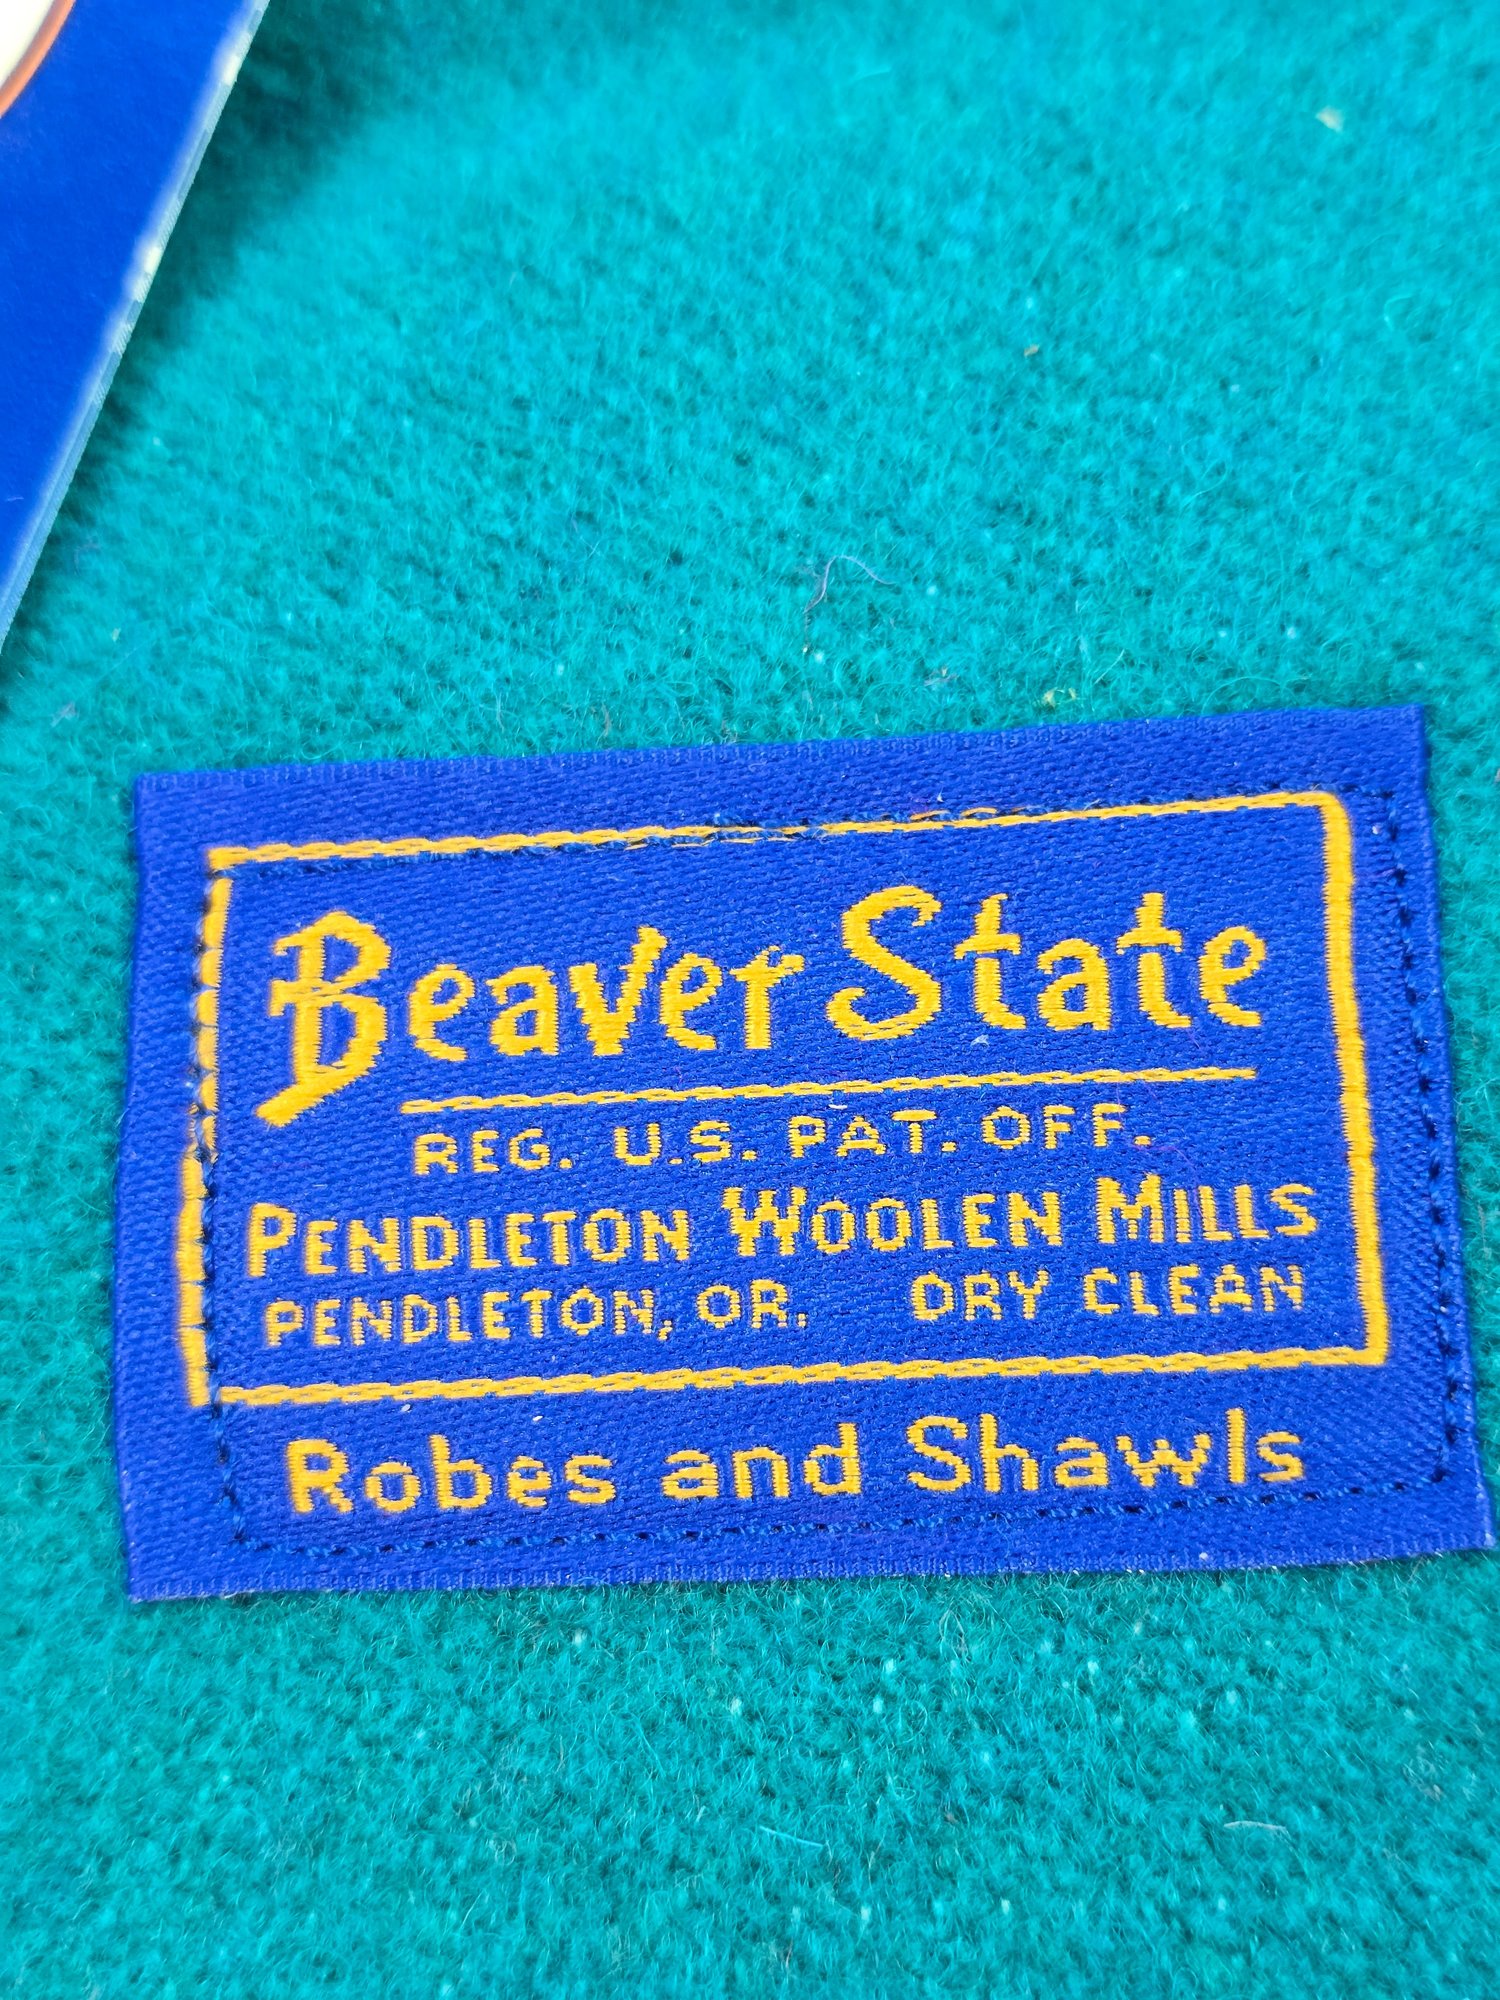 Beaver State
REG. U.S. PAT. OFF.
PENDLETON WOOLEN MILLS
PENDLETON, OR. DRY CLEAN
Robes and Shawls